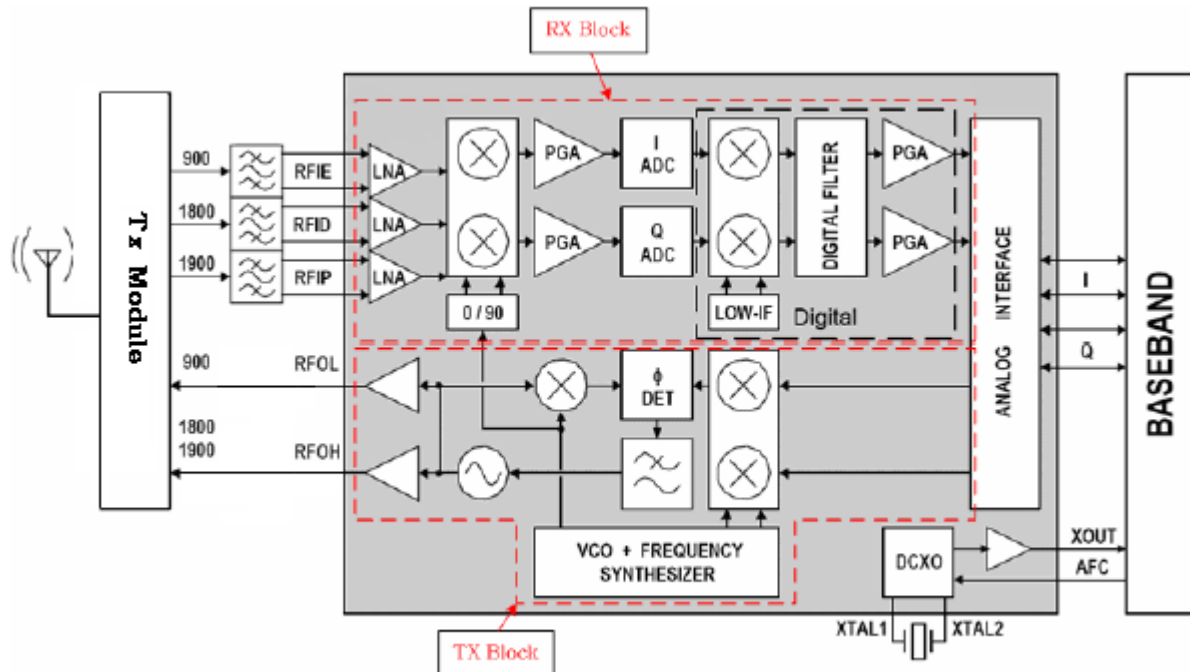 RX Block
Tx Module
900
RFIE
1800
RFID
1900
RFIP
LNA
LNA
LNA
0 / 90
PGA
PGA
I
ADC
Q
ADC
LOW-IF
DIGITAL FILTER
Digital
PGA
PGA
ANALOG INTERFACE
I
Q
BASEBAND
900
RFOL
1800
1900
RFOH
ϕ
DET
VCO + FREQUENCY
SYNTHESIZER
DCXO
XOUT
AFC
XTAL1
XTAL2
TX Block